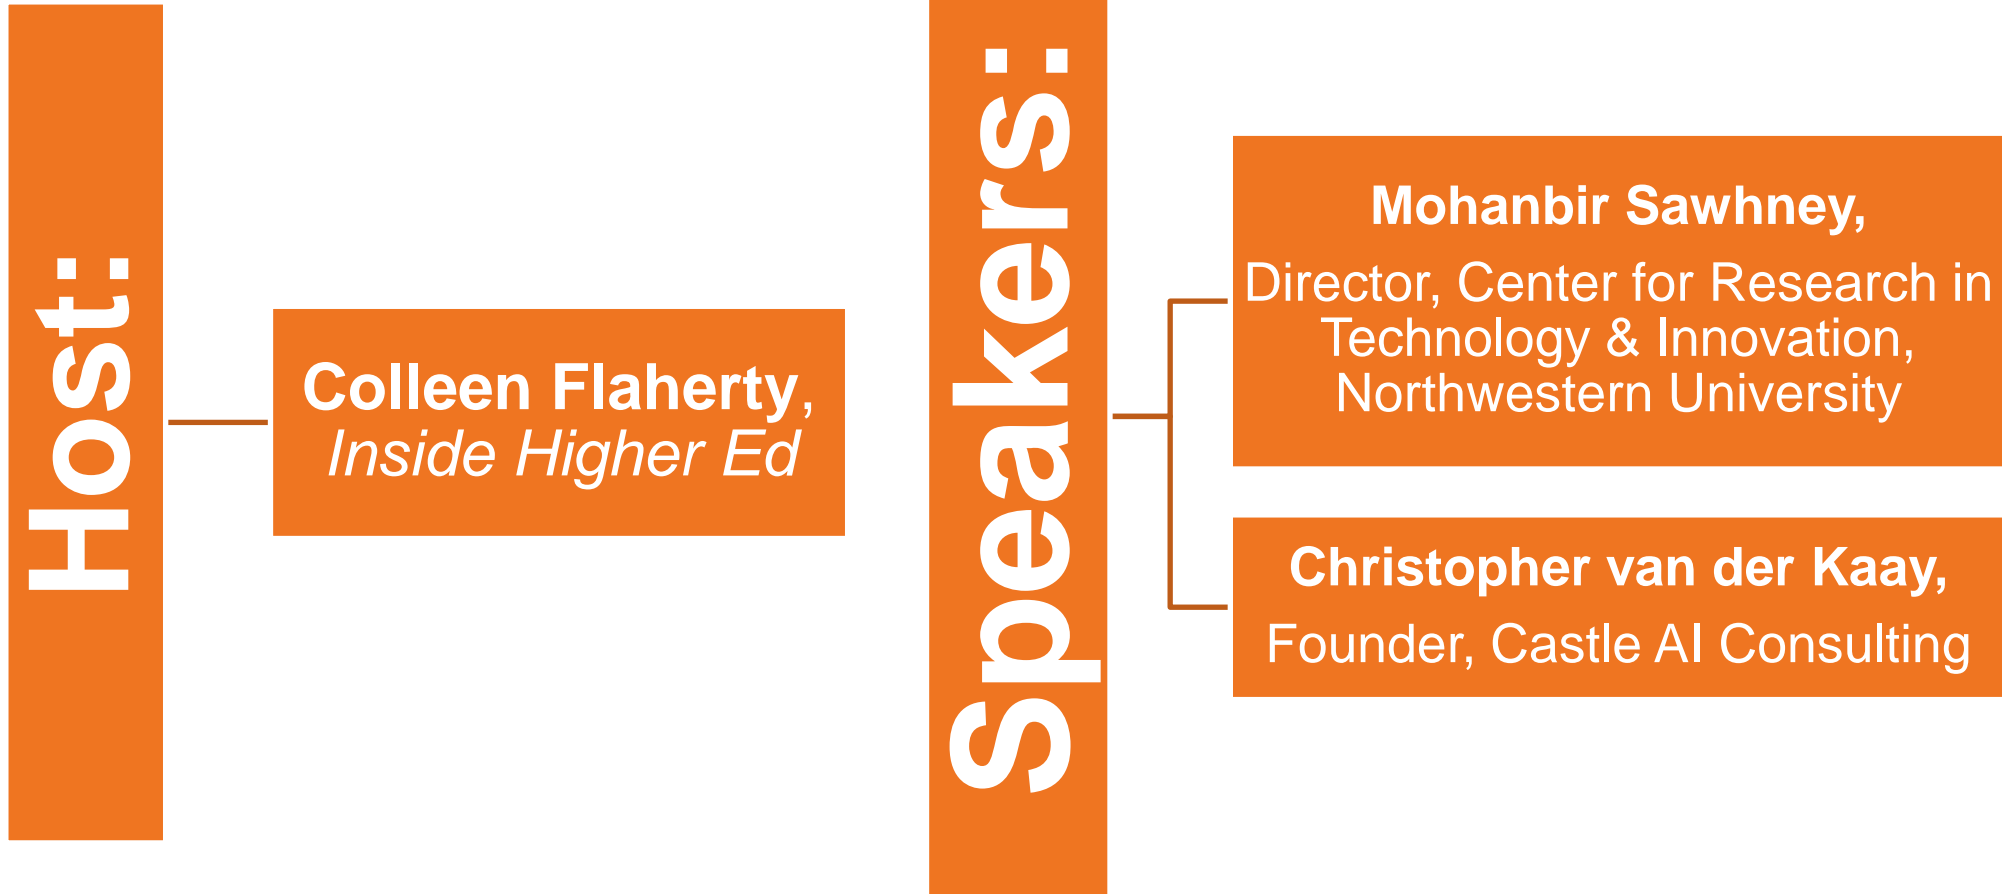 Host:
Colleen Flaherty,
Inside Higher Ed
Speakers:
Mohanbir Sawhney,
Director, Center for Research in
Technology & Innovation,
Northwestern University
Christopher van der Kaay,
Founder, Castle AI Consulting